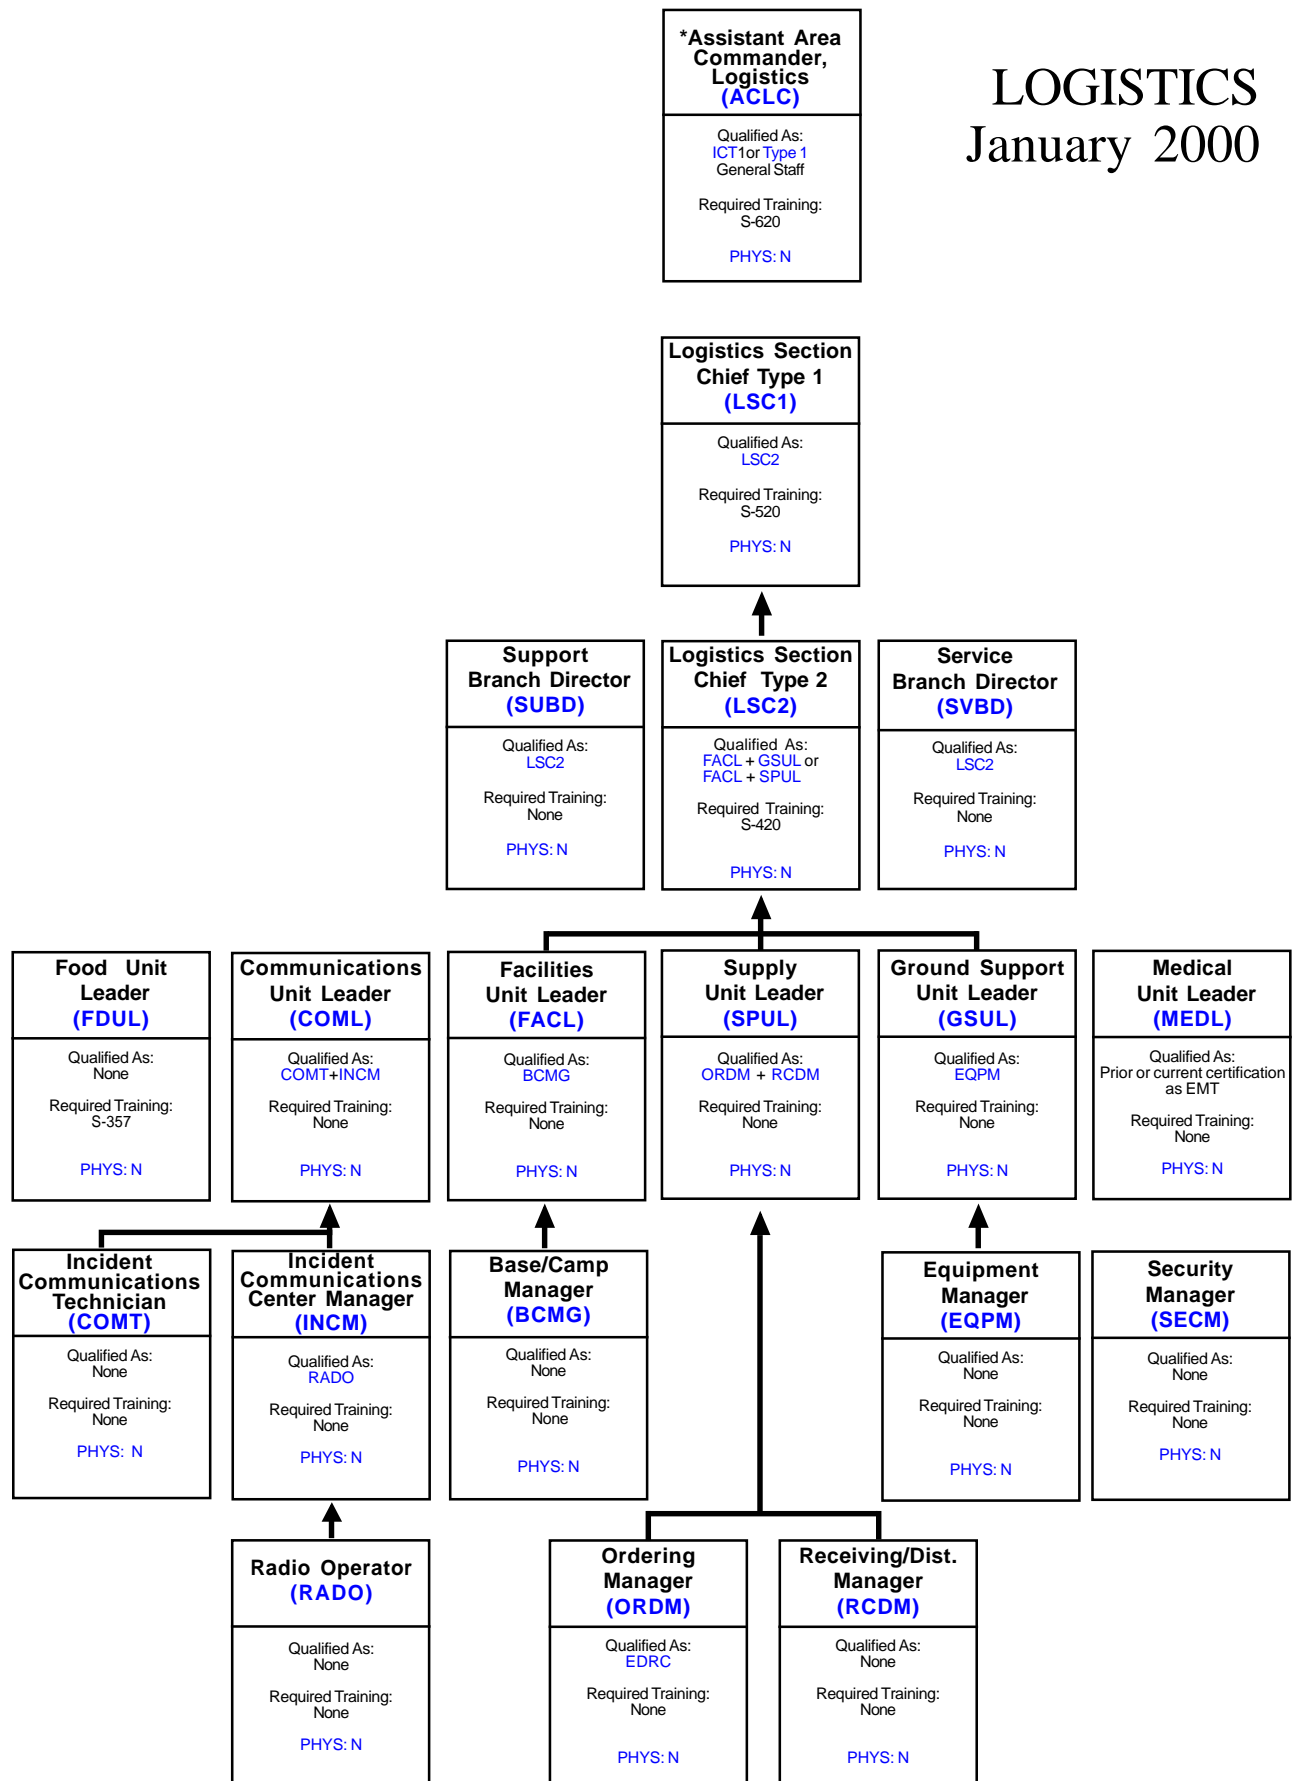 LOGISTICS
January 2000
*Assistant Area
Commander,
Logistics
(ACLC)
Qualified As:
ICT1or Type 1
General Staff
Required Training:
S-620
PHYS: N
Logistics Section
Chief Type 1
(LSC1)
Qualified As:
LSC2
Required Training:
S-520
PHYS: N
Support
Branch Director
(SUBD)
Qualified As:
LSC2
Required Training:
None
PHYS: N
Logistics Section
Chief Type 2
(LSC2)
Qualified As:
FACL + GSUL or
FACL + SPUL
Required Training:
S-420
PHYS: N
Service
Branch Director
(SVBD)
Qualified As:
LSC2
Required Training:
None
PHYS: N
Food Unit
Leader
(FDUL)
Qualified As:
None
Required Training:
S-357
PHYS: N
Communications
Unit Leader
(COML)
Qualified As:
COMT+INCM
Required Training:
None
PHYS: N
Facilities
Unit Leader
(FACL)
Qualified As:
BCMG
Required Training:
None
PHYS: N
Supply
Unit Leader
(SPUL)
Qualified As:
ORDM + RCDM
Required Training:
None
PHYS: N
Ground Support
Unit Leader
(GSUL)
Qualified As:
EQPM
Required Training:
None
PHYS: N
Medical
Unit Leader
(MEDL)
Qualified As:
Prior or current certification
as EMT
Required Training:
None
PHYS: N
Incident
Communications
Technician
(COMT)
Qualified As:
None
Required Training:
None
PHYS: N
Incident
Communications
Center Manager
(INCM)
Qualified As:
RADO
Required Training:
None
PHYS: N
Base/Camp
Manager
(BCMG)
Qualified As:
None
Required Training:
None
PHYS: N
Equipment
Manager
(EQPM)
Qualified As:
None
Required Training:
None
PHYS: N
Security
Manager
(SECM)
Qualified As:
None
Required Training:
None
PHYS: N
Radio Operator
(RADO)
Qualified As:
None
Required Training:
None
PHYS: N
Ordering
Manager
(ORDM)
Qualified As:
EDRC
Required Training:
None
PHYS: N
Receiving/Dist.
Manager
(RCDM)
Qualified As:
None
Required Training:
None
PHYS: N